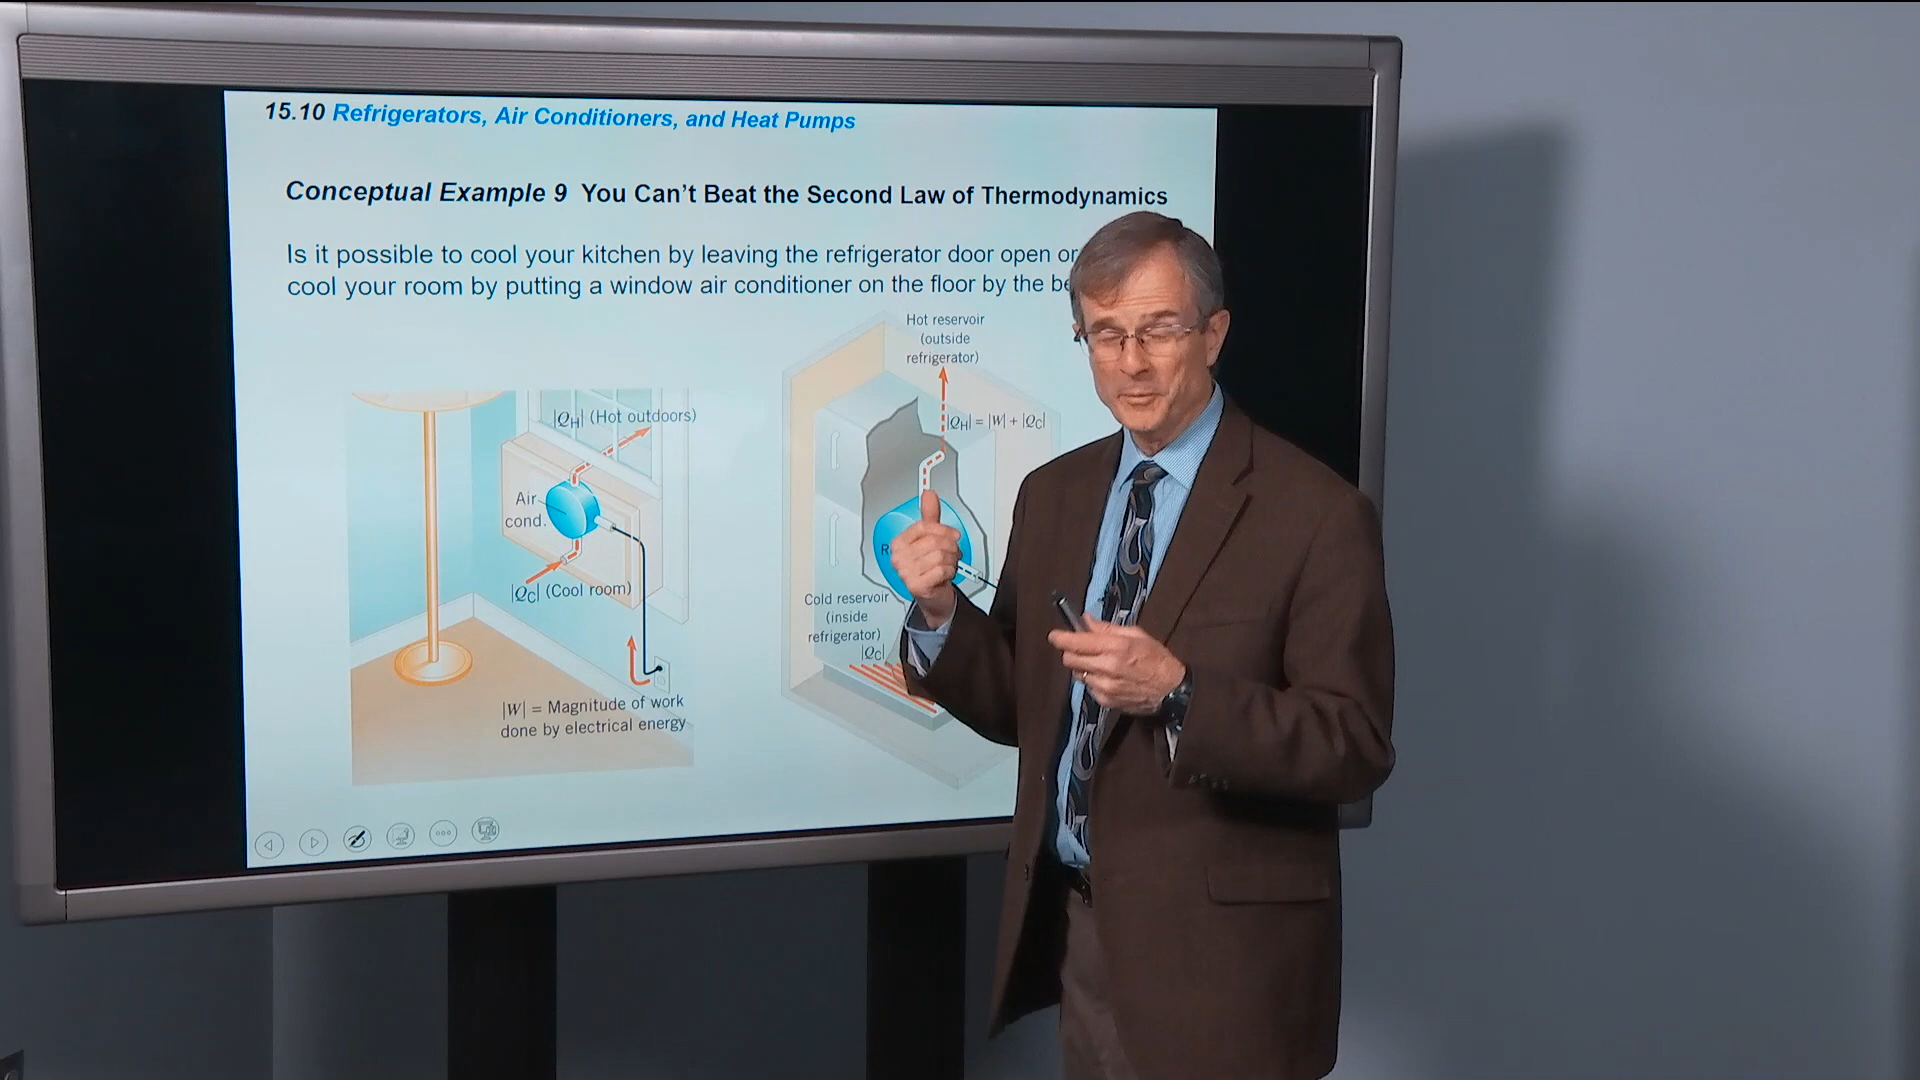 15.10 Refrigerators, Air Conditioners, and Heat Pumps
Conceptual Example 9 You Can't Beat the Second Law of Thermodynamics
Is it possible to cool your kitchen by leaving the refrigerator door open or
cool your room by putting a window air conditioner on the floor by the
|QH| (Hot outdoors)
Air
cond.
|QC| (Cool room)
|W| = Magnitude of work
done by electrical energy
Hot reservoir
(outside
refrigerator)
|QH| = |W| + |QC|
R
Cold reservoir
(inside
refrigerator)
|QC|